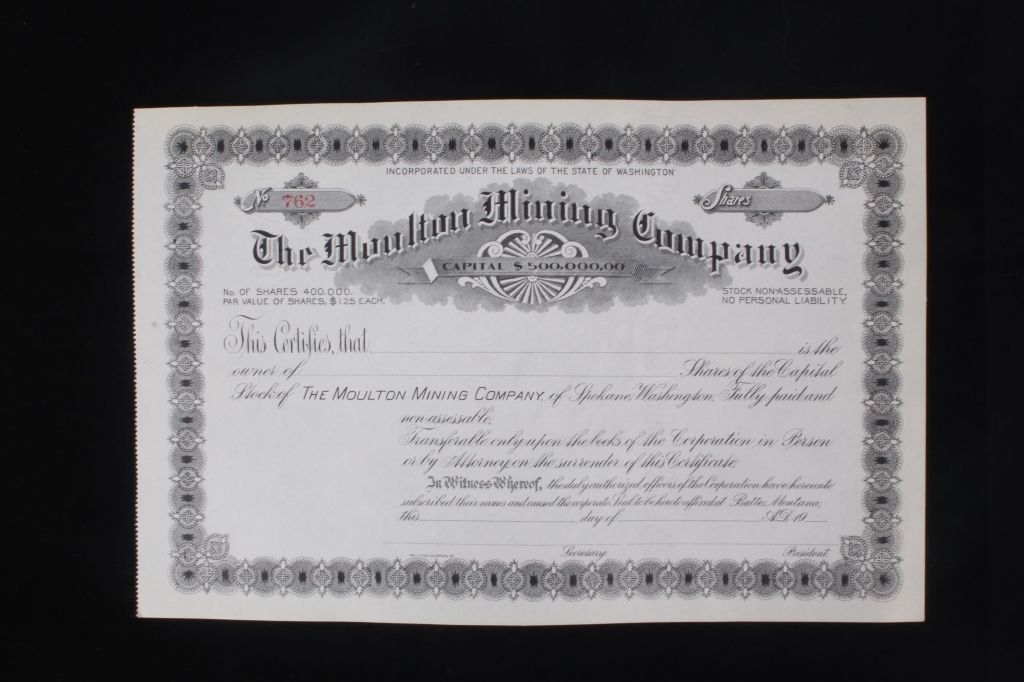 INCORPORATED UNDER THE LAWS OF THE STATE OF WASHINGTON
No. 762
Shares
The Moulton Mining Company
CAPITAL $500,000.00
No. OF SHARES 400,000.
PAR VALUE OF SHARES, $1.25 EACH.
STOCK NON-ASSESSABLE,
NO PERSONAL LIABILITY
This Certifies, that is the
owner of Shares of the Capital
Stock of THE MOULTON MINING COMPANY, of Spokane, Washington. Fully paid and
non-assessable.
Transferable only upon the books of the Corporation in Person
or by Attorney, on the surrender of this Certificate.
In Witness Whereof, the duly authorized officers of the Corporation have hereunto
subscribed their names and caused the corporate Seal to be hereto affixed at Butte, Montana,
this day of A.D. 19
Secretary. President.